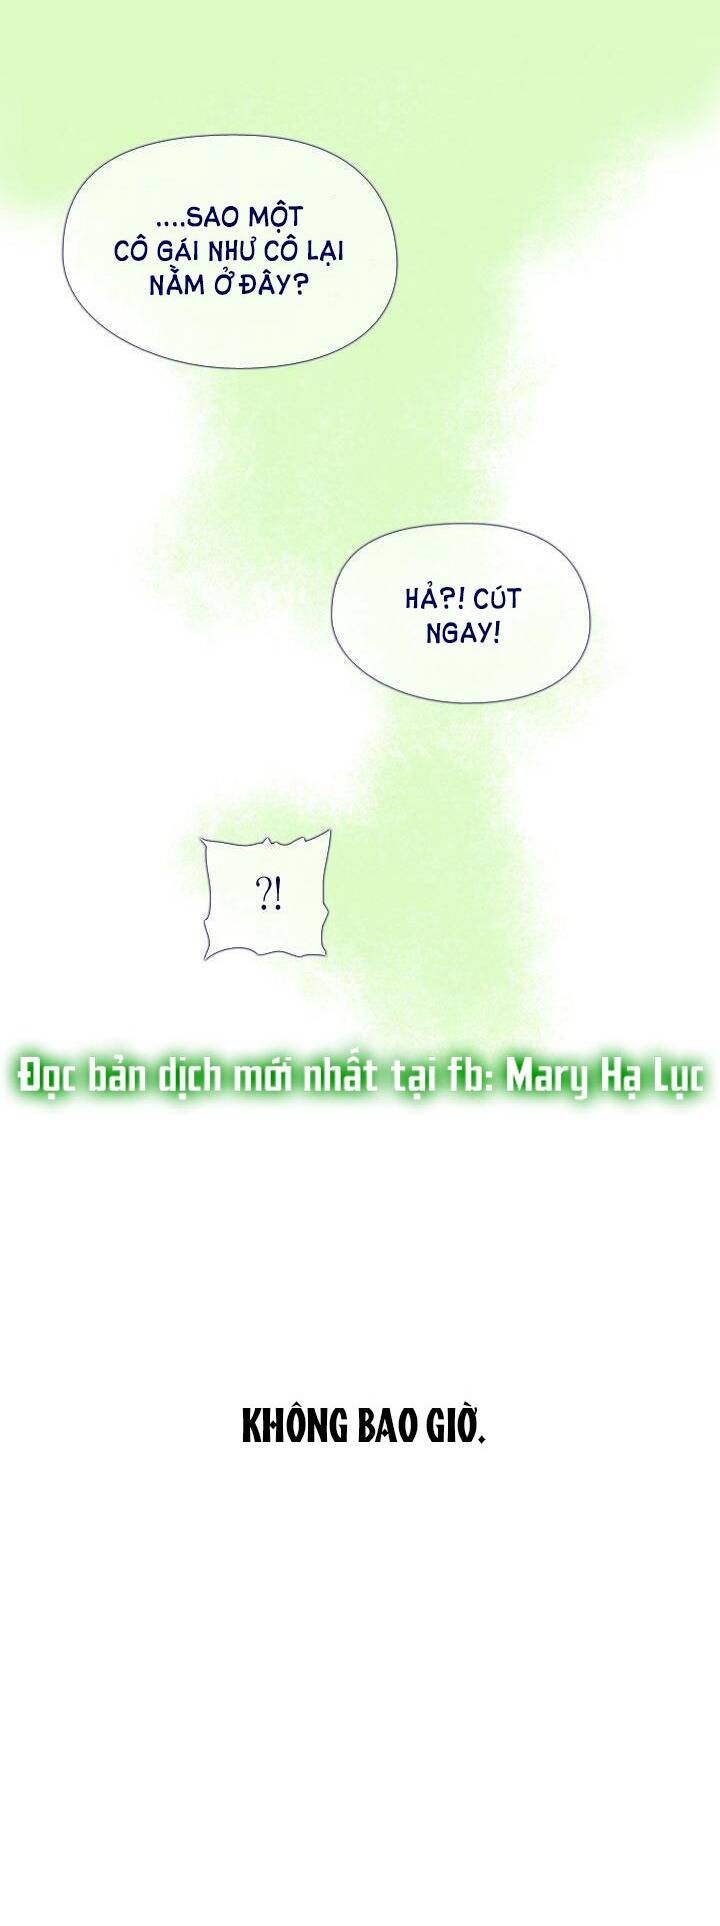 ....SAO MỘT
CÔ GÁI NHƯ CÔ LẠI
NẰM Ở ĐÂY?
HẢ?! CÚT
NGAY!
?!
Đọc bản dịch mới nhất tại fb: Mary Hạ Lục
KHÔNG BAO GIỜ.